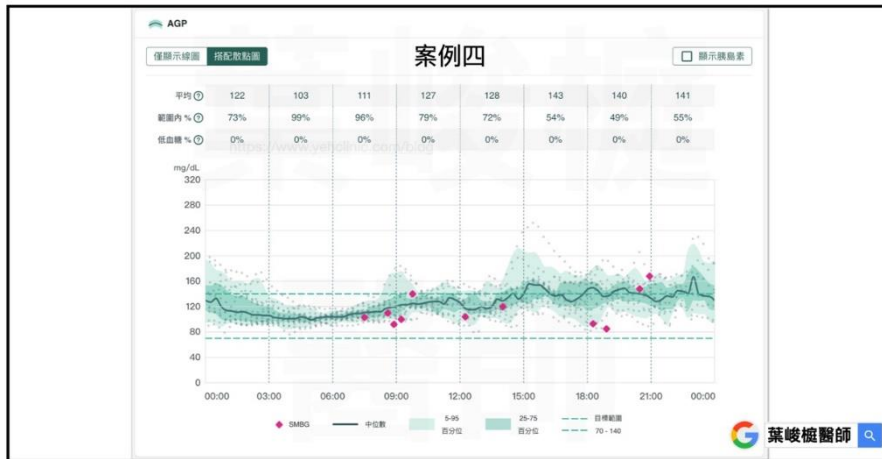 AGP
僅顯示線圖 搭配散點圖 案例四 顯示胰島素
平均 ? 122 103 111 127 128 143 140 141
範圍內 % ? 73% 99% 96% 79% 72% 54% 49% 55%
低血糖 % ? 0% 0% 0% 0% 0% 0% 0% 0%
https://www.yehclinic.com/blog
mg/dL
320
280
240
200
160
120
80
40
0
00:00 03:00 06:00 09:00 12:00 15:00 18:00 21:00 00:00
SMBG 中位數 5-95 百分位 25-75 百分位 目標範圍 70 - 140
葉峻榳醫師